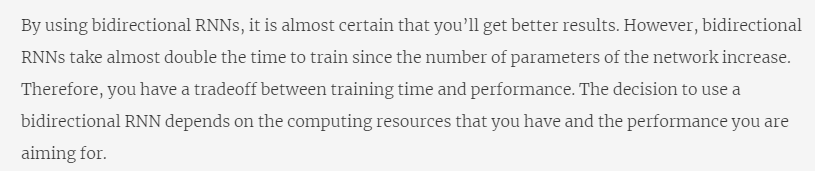 By using bidirectional RNNs, it is almost certain that you’ll get better results. However, bidirectional
RNNs take almost double the time to train since the number of parameters of the network increase.
Therefore, you have a tradeoff between training time and performance. The decision to use a
bidirectional RNN depends on the computing resources that you have and the performance you are
aiming for.